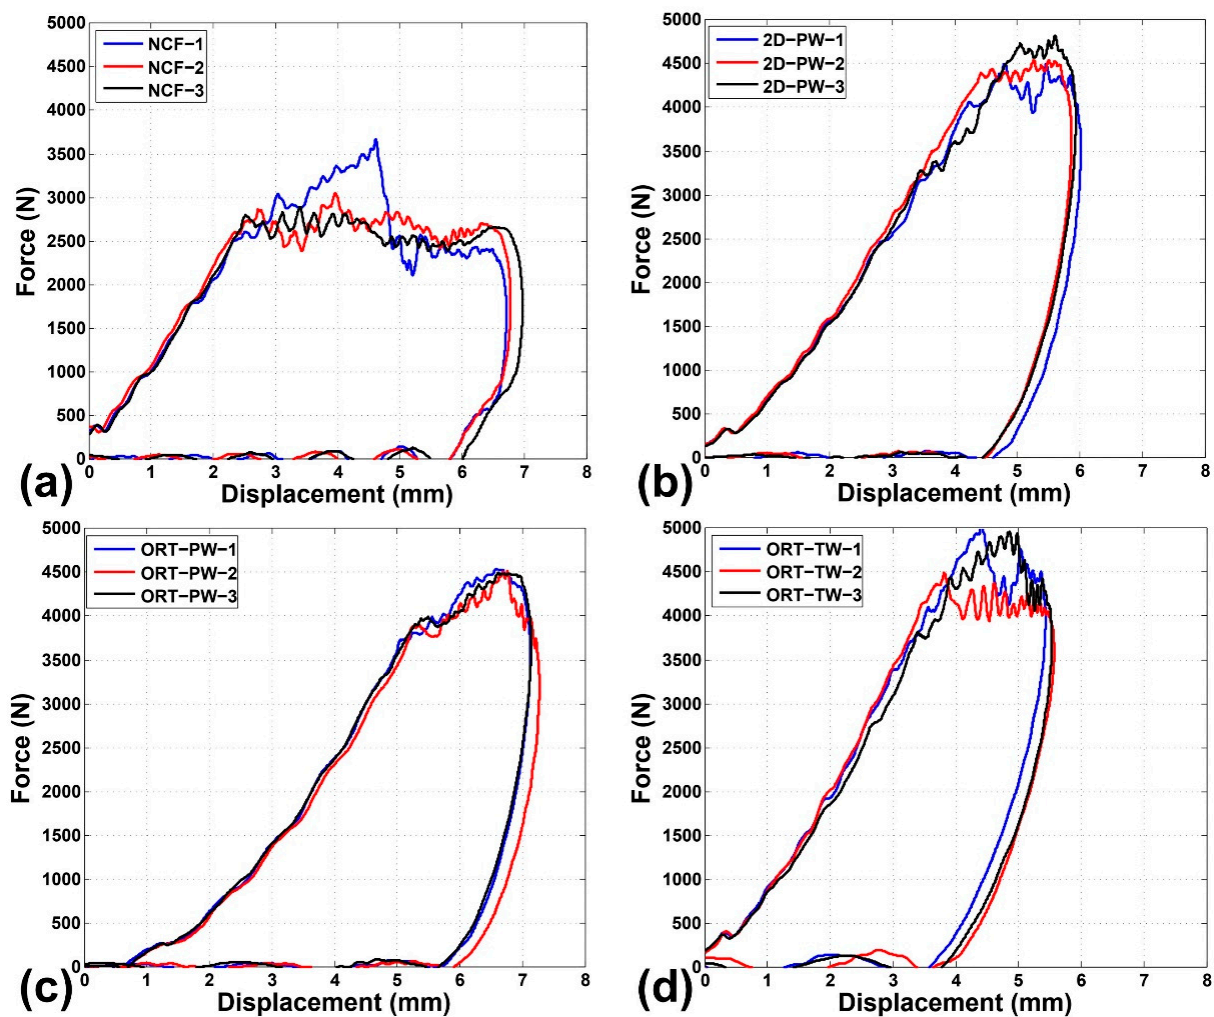 5000
4500
4000
3500
3000
2500
2000
1500
1000
500
0
Force (N)
NCF−1
NCF−2
NCF−3
0 1 2 3 4 5 6 7 8
Displacement (mm)
(a)
5000
4500
4000
3500
3000
2500
2000
1500
1000
500
0
Force (N)
2D−PW−1
2D−PW−2
2D−PW−3
0 1 2 3 4 5 6 7 8
Displacement (mm)
(b)
5000
4500
4000
3500
3000
2500
2000
1500
1000
500
0
Force (N)
ORT−PW−1
ORT−PW−2
ORT−PW−3
0 1 2 3 4 5 6 7 8
Displacement (mm)
(c)
5000
4500
4000
3500
3000
2500
2000
1500
1000
500
0
Force (N)
ORT−TW−1
ORT−TW−2
ORT−TW−3
0 1 2 3 4 5 6 7 8
Displacement (mm)
(d)